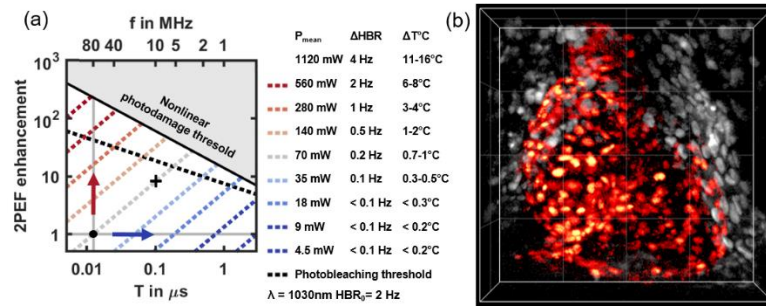 (a)
f in MHz
80 40 10 5 2 1
10³
10²
10
1
2PEF enhancement
Nonlinear
photodamage thresold
0.01 0.1 1
T in μs
Pmean ΔHBR ΔT°C
1120 mW 4 Hz 11-16°C
560 mW 2 Hz 6-8°C
280 mW 1 Hz 3-4°C
140 mW 0.5 Hz 1-2°C
70 mW 0.2 Hz 0.7-1°C
35 mW 0.1 Hz 0.3-0.5°C
18 mW < 0.1 Hz < 0.3°C
9 mW < 0.1 Hz < 0.2°C
4.5 mW < 0.1 Hz < 0.2°C
Photobleaching threshold
λ = 1030nm HBR₀= 2 Hz
(b)